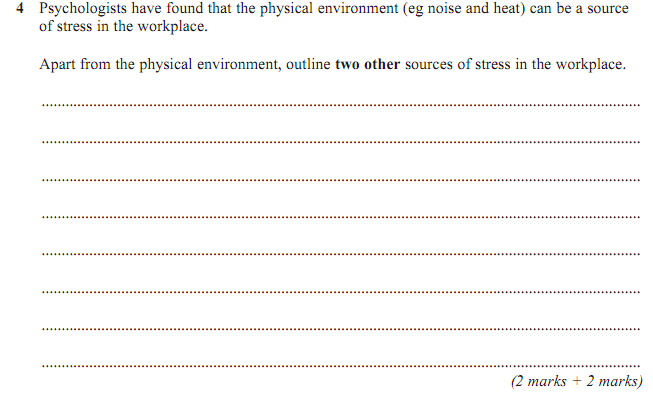 4 Psychologists have found that the physical environment (eg noise and heat) can be a source
of stress in the workplace.
Apart from the physical environment, outline two other sources of stress in the workplace.
(2 marks + 2 marks)